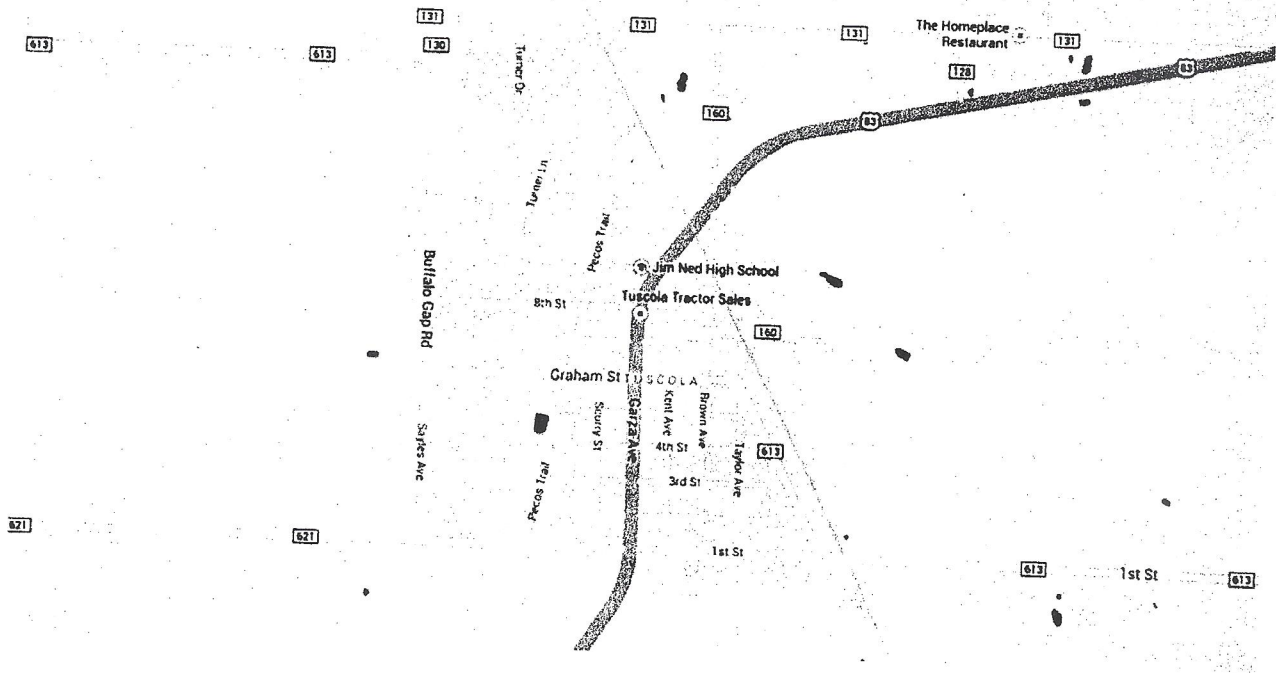 131
131
131
131
The Homeplace
Restaurant
613
613
130
Turner Dr
128
83
160
83
Turner Ln
Pecos Trail
Buffalo Gap Rd
Jim Ned High School
8th St
Tuscola Tractor Sales
160
Graham St
TUSCOLA
Scurry St
Garza Ave
Kent Ave
Brown Ave
Sayles Ave
4th St
Taylor Ave
613
3rd St
Pecos Trail
621
621
1st St
613
1st St
613